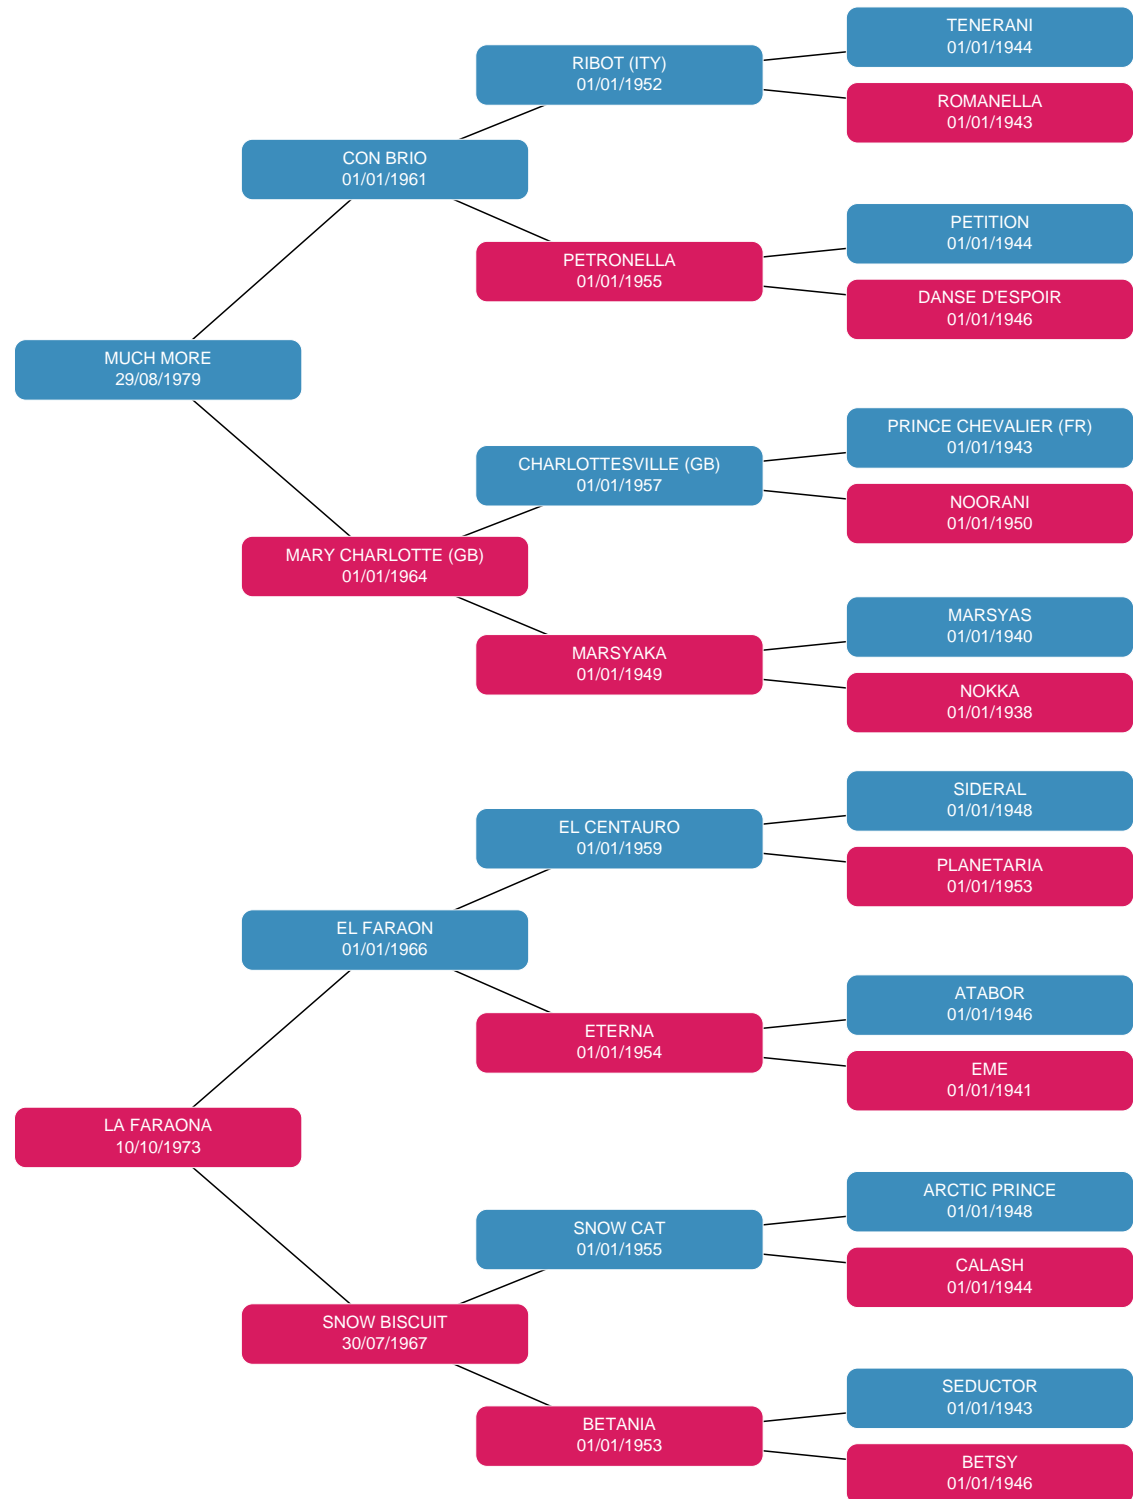 TENERANI
01/01/1944
RIBOT (ITY)
01/01/1952
ROMANELLA
01/01/1943
CON BRIO
01/01/1961
PETITION
01/01/1944
PETRONELLA
01/01/1955
DANSE D'ESPOIR
01/01/1946
MUCH MORE
29/08/1979
PRINCE CHEVALIER (FR)
01/01/1943
CHARLOTTESVILLE (GB)
01/01/1957
NOORANI
01/01/1950
MARY CHARLOTTE (GB)
01/01/1964
MARSYAS
01/01/1940
MARSYAKA
01/01/1949
NOKKA
01/01/1938
SIDERAL
01/01/1948
EL CENTAURO
01/01/1959
PLANETARIA
01/01/1953
EL FARAON
01/01/1966
ATABOR
01/01/1946
ETERNA
01/01/1954
EME
01/01/1941
LA FARAONA
10/10/1973
ARCTIC PRINCE
01/01/1948
SNOW CAT
01/01/1955
CALASH
01/01/1944
SNOW BISCUIT
30/07/1967
SEDUCTOR
01/01/1943
BETANIA
01/01/1953
BETSY
01/01/1946